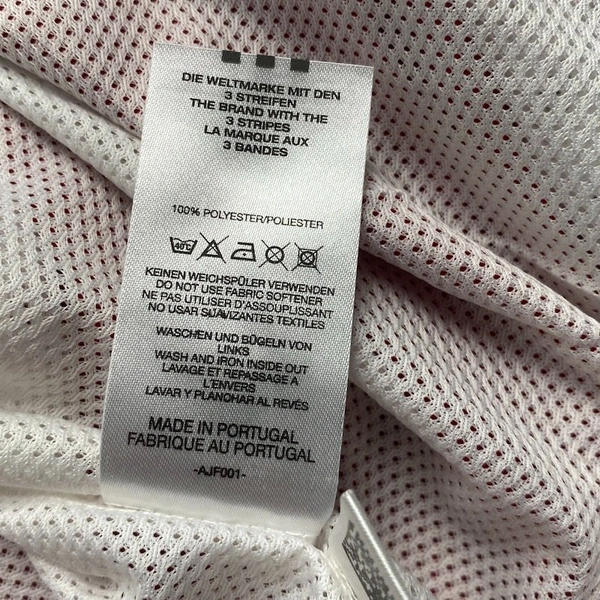 DIE WELTMARKE MIT DEN
3 STREIFEN
THE BRAND WITH THE
3 STRIPES
LA MARQUE AUX
3 BANDES
100% POLYESTER/POLIESTER
40°C
KEINEN WEICHSPÜLER VERWENDEN
DO NOT USE FABRIC SOFTENER
NE PAS UTILISER D'ASSOUPLISSANT
NO USAR SUAVIZANTES TEXTILES
WASCHEN UND BÜGELN VON
LINKS
WASH AND IRON INSIDE OUT
LAVAGE ET REPASSAGE A
L'ENVERS
LAVAR Y PLANCHAR AL REVÉS
MADE IN PORTUGAL
FABRIQUE AU PORTUGAL
-AJF001-